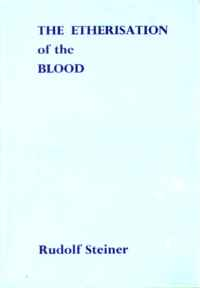 THE ETHERISATION
of the
BLOOD
Rudolf Steiner